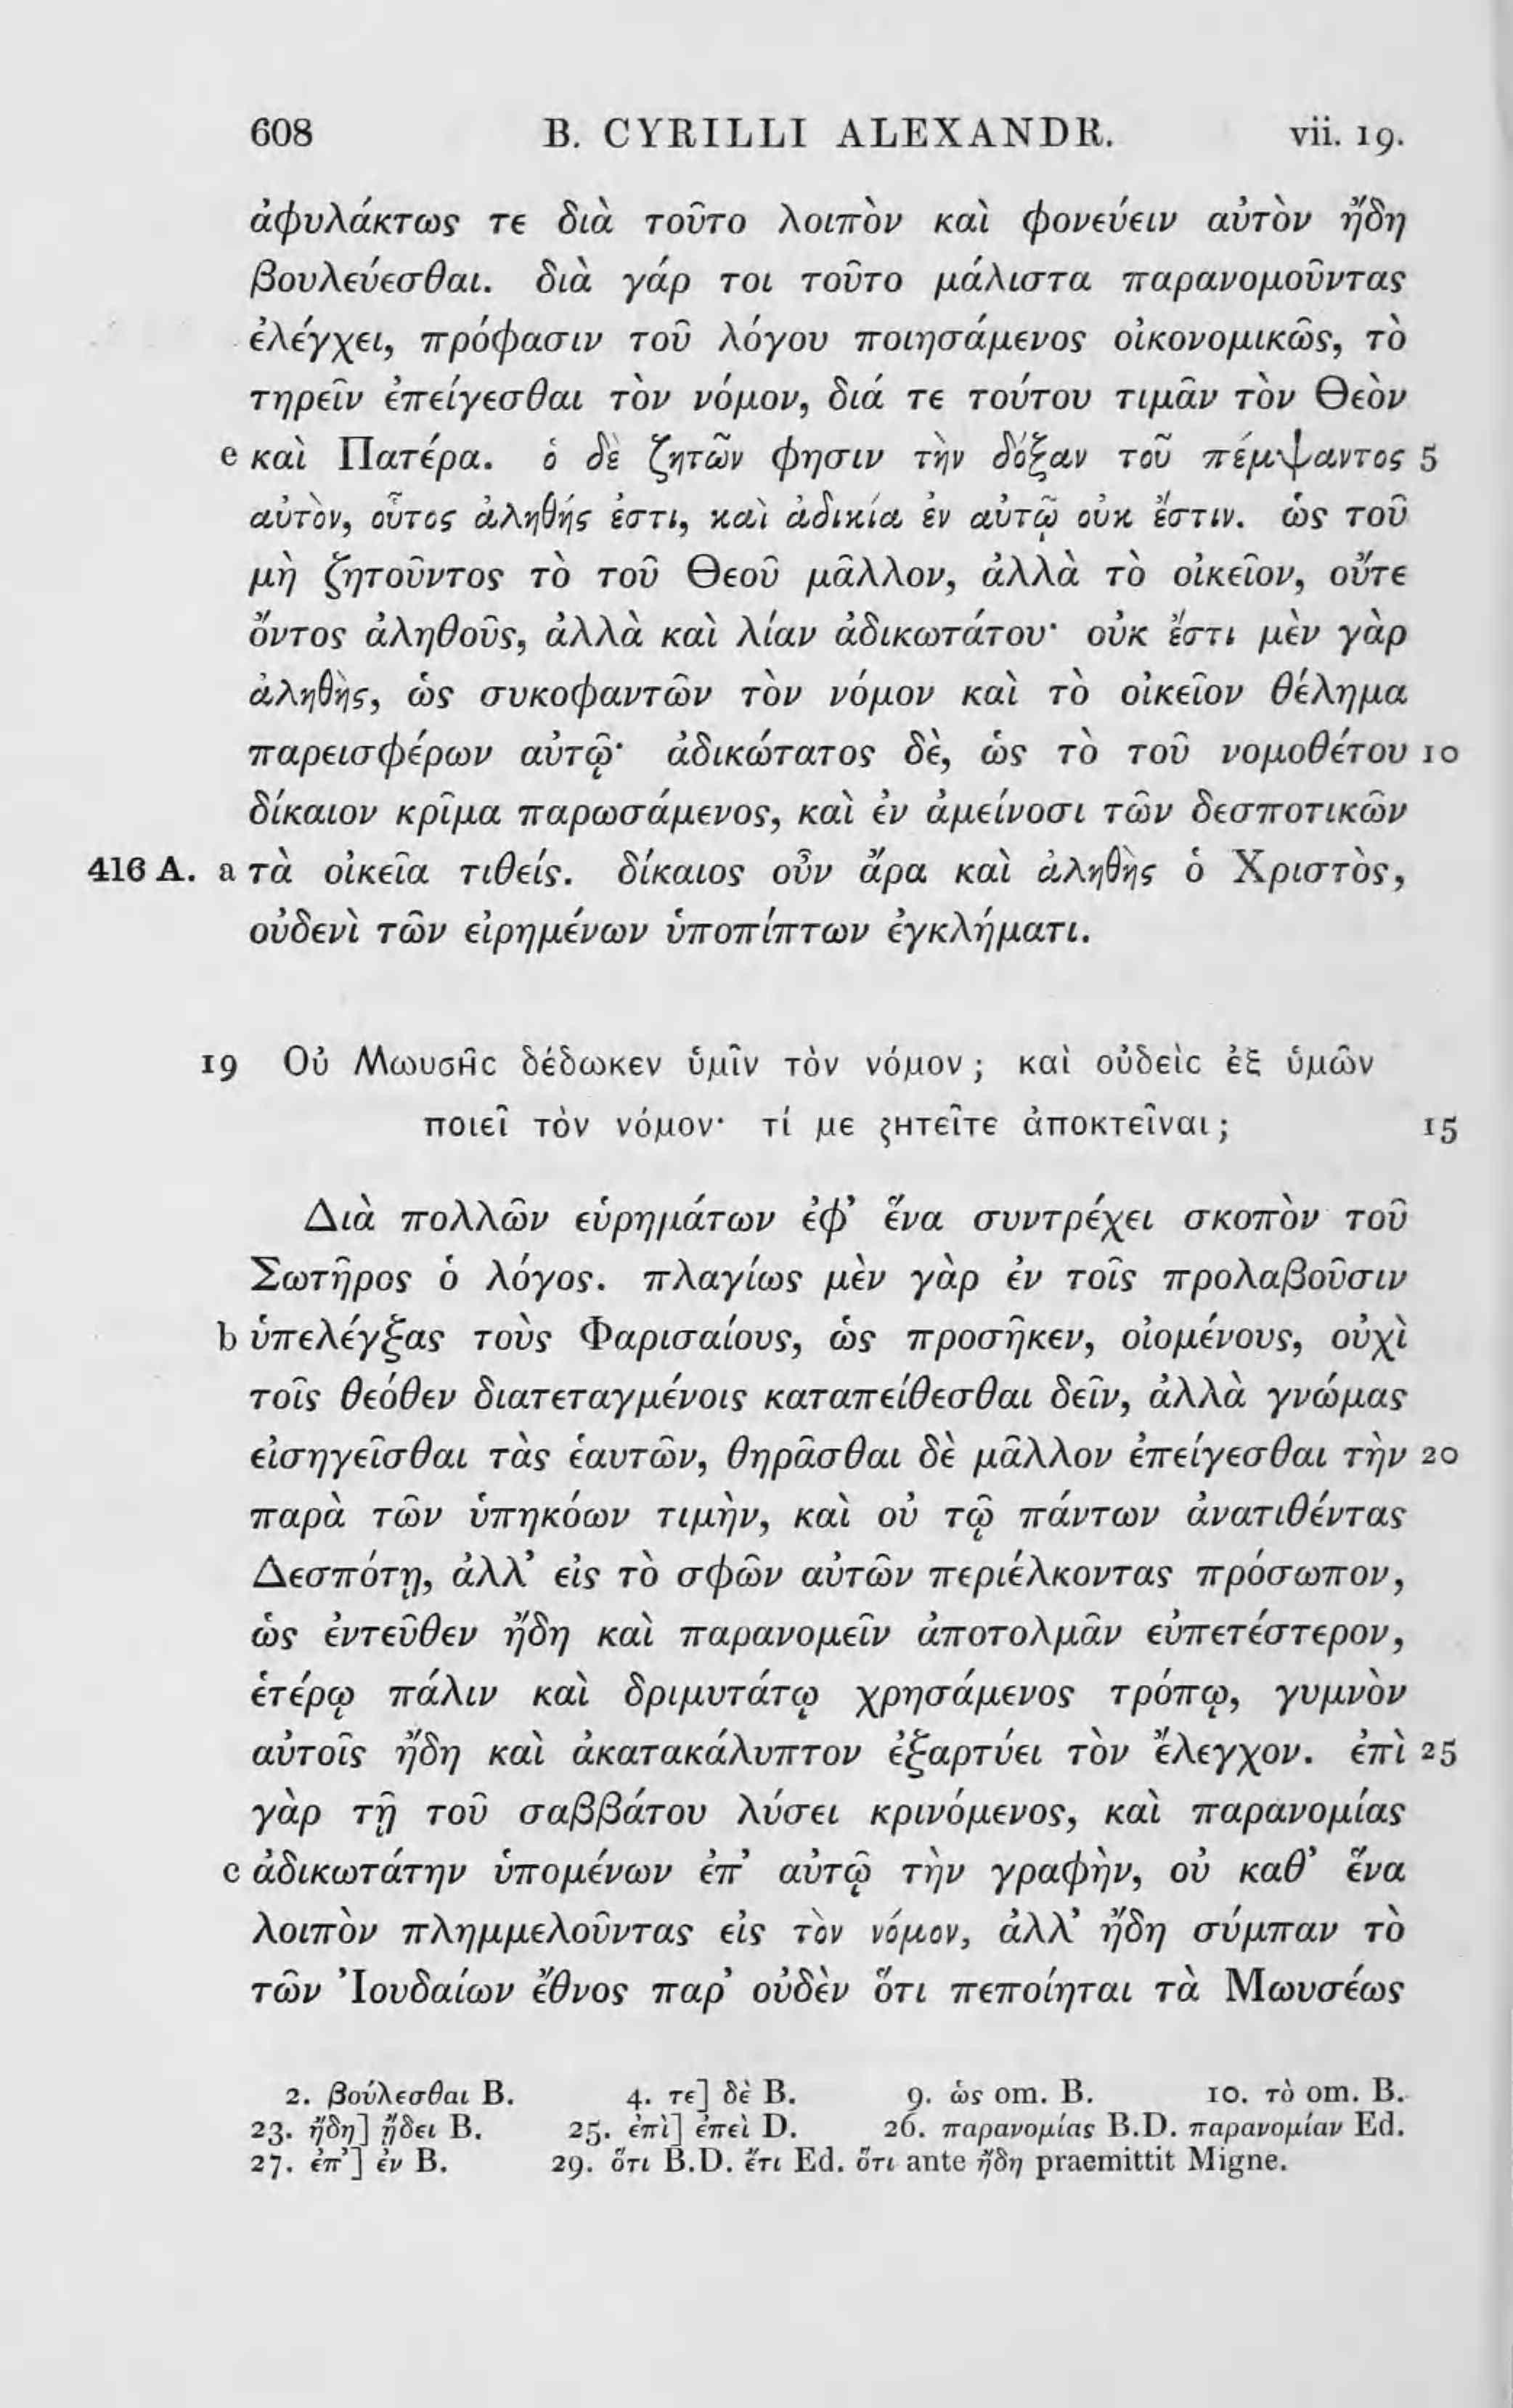 608 B. CYRILLI ALEXANDR. vii. 19.
ἀφυλάκτως τε διὰ τοῦτο λοιπὸν καὶ φονεύειν αὐτὸν ἤδη
βουλεύεσθαι. διὰ γάρ τοι τοῦτο μάλιστα παρανομοῦντας
ἐλέγχει, πρόφασιν τοῦ λόγου ποιησάμενος οἰκονομικῶς, τὸ
τηρεῖν ἐπείγεσθαι τὸν νόμον, διά τε τούτου τιμᾶν τὸν Θεὸν
e καὶ Πατέρα. ὁ δὲ ζητῶν φησιν τὴν δόξαν τοῦ πέμψαντος 5
αὐτὸν, οὗτος ἀληθής ἐστι, καὶ ἀδικία ἐν αὐτῷ οὐκ ἔστιν. ὡς τοῦ
μὴ ζητοῦντος τὸ τοῦ Θεοῦ μᾶλλον, ἀλλὰ τὸ οἰκεῖον, οὔτε
ὄντος ἀληθοῦς, ἀλλὰ καὶ λίαν ἀδικωτάτου· οὐκ ἔστι μὲν γὰρ
ἀληθὴς, ὡς συκοφαντῶν τὸν νόμον καὶ τὸ οἰκεῖον θέλημα
παρεισφέρων αὐτῷ· ἀδικώτατος δὲ, ὡς τὸ τοῦ νομοθέτου 10
δίκαιον κρῖμα παρωσάμενος, καὶ ἐν ἀμείνοσι τῶν δεσποτικῶν
416 A. a τὰ οἰκεῖα τιθείς. δίκαιος οὖν ἄρα καὶ ἀληθὴς ὁ Χριστὸς,
οὐδενὶ τῶν εἰρημένων ὑποπίπτων ἐγκλήματι.
19 Οὐ Μωυσῆς δέδωκεν ὑμῖν τὸν νόμον; καὶ οὐδεὶς ἐξ ὑμῶν
ποιεῖ τὸν νόμον· τί με ζητεῖτε ἀποκτεῖναι; 15
Διὰ πολλῶν εὑρημάτων ἐφ’ ἕνα συντρέχει σκοπὸν τοῦ
Σωτῆρος ὁ λόγος. πλαγίως μὲν γὰρ ἐν τοῖς προλαβοῦσιν
b ὑπελέγξας τοὺς Φαρισαίους, ὡς προσῆκεν, οἰομένους, οὐχὶ
τοῖς θεόθεν διατεταγμένοις καταπείθεσθαι δεῖν, ἀλλὰ γνώμας
εἰσηγεῖσθαι τὰς ἑαυτῶν, θηρᾶσθαι δὲ μᾶλλον ἐπείγεσθαι τὴν 20
παρὰ τῶν ὑπηκόων τιμὴν, καὶ οὐ τῷ πάντων ἀνατιθέντας
Δεσπότῃ, ἀλλ’ εἰς τὸ σφῶν αὐτῶν περιέλκοντας πρόσωπον,
ὡς ἐντεῦθεν ἤδη καὶ παρανομεῖν ἀποτολμᾶν εὐπετέστερον,
ἑτέρῳ πάλιν καὶ δριμυτάτῳ χρησάμενος τρόπῳ, γυμνὸν
αὐτοῖς ἤδη καὶ ἀκατακάλυπτον ἐξαρτύει τὸν ἔλεγχον. ἐπὶ 25
γὰρ τῇ τοῦ σαββάτου λύσει κρινόμενος, καὶ παρανομίας
c ἀδικωτάτην ὑπομένων ἐπ’ αὐτῷ τὴν γραφὴν, οὐ καθ’ ἕνα
λοιπὸν πλημμελοῦντας εἰς τὸν νόμον, ἀλλ’ ἤδη σύμπαν τὸ
τῶν Ἰουδαίων ἔθνος παρ’ οὐδὲν ὅτι πεποίηται τὰ Μωυσέως
2. βούλεσθαι B. 4. τε] δὲ B. 9. ὡς om. B. 10. τὸ om. B.
23. ἤδη] ᾔδει B. 25. ἐπὶ] ἐπεὶ D. 26. παρανομίας B.D. παρανομίαν Ed.
27. ἐπ’] ἐν B. 29. ὅτι B.D. ἔτι Ed. ὅτι ante ἤδη praemittit Migne.